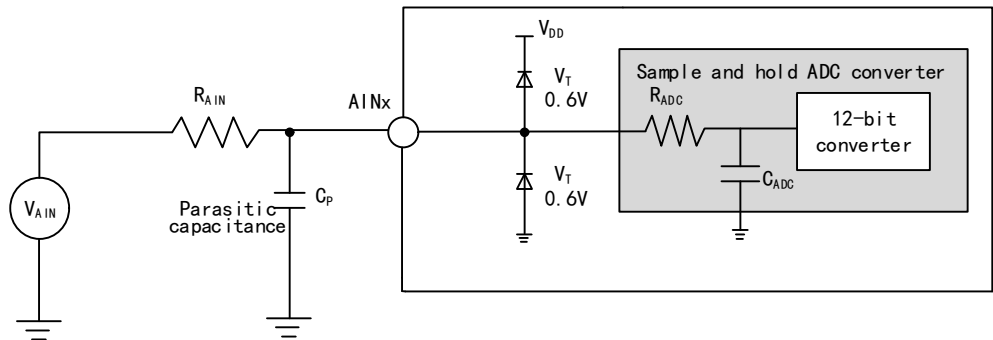 V_DD
Sample and hold ADC converter
V_T
0.6V
R_AIN
AINx
R_ADC
12-bit
converter
V_T
0.6V
C_ADC
V_AIN
Parasitic
capacitance
C_P